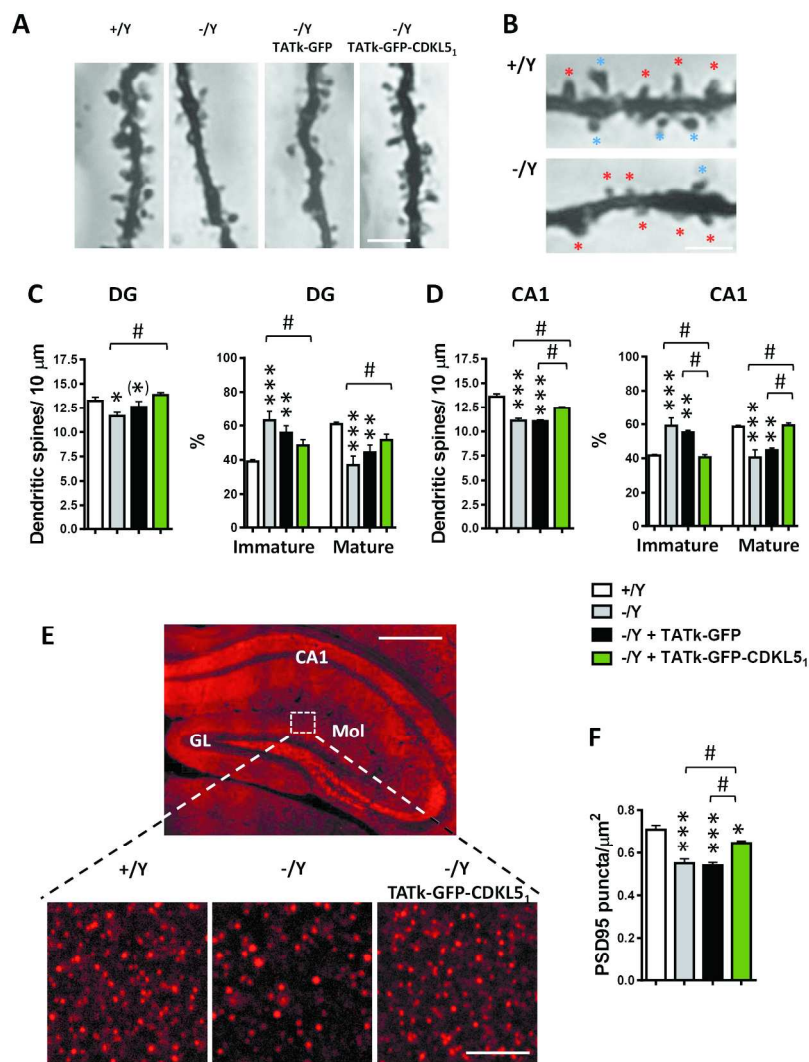 A
+/Y
-/Y
-/Y
TATk-GFP
-/Y
TATk-GFP-CDKL5₁
B
+/Y
* * * * *
* * * *
-/Y
* * *
* * * *
C
DG
#
Dendritic spines/ 10 μm
17.5
15.0
12.5
10.0
7.5
5.0
2.5
0.0
*
(*)
DG
#
#
%
100
80
60
40
20
0
***
**
***
**
Immature
Mature
D
CA1
#
#
Dendritic spines/ 10 μm
17.5
15.0
12.5
10.0
7.5
5.0
2.5
0.0
***
***
CA1
#
#
#
#
%
100
80
60
40
20
0
***
**
***
**
Immature
Mature
+/Y
-/Y
-/Y + TATk-GFP
-/Y + TATk-GFP-CDKL5₁
E
CA1
Mol
GL
+/Y
-/Y
-/Y
TATk-GFP-CDKL5₁
F
#
#
PSD95 puncta/μm²
0.8
0.6
0.4
0.2
0.0
***
***
*